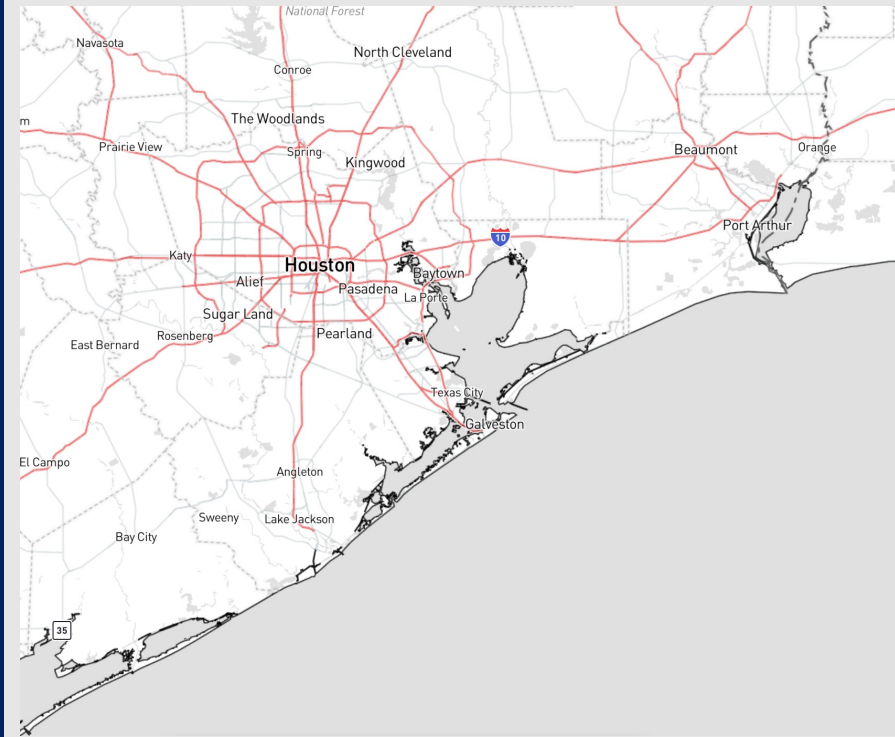 National Forest
Navasota
North Cleveland
Conroe
m
The Woodlands
Prairie View
Spring
Kingwood
Beaumont
Orange
Port Arthur
10
Katy
Houston
Baytown
Alief
Pasadena
La Porte
Sugar Land
Rosenberg
Pearland
East Bernard
Texas City
Galveston
El Campo
Angleton
Sweeny
Lake Jackson
Bay City
35